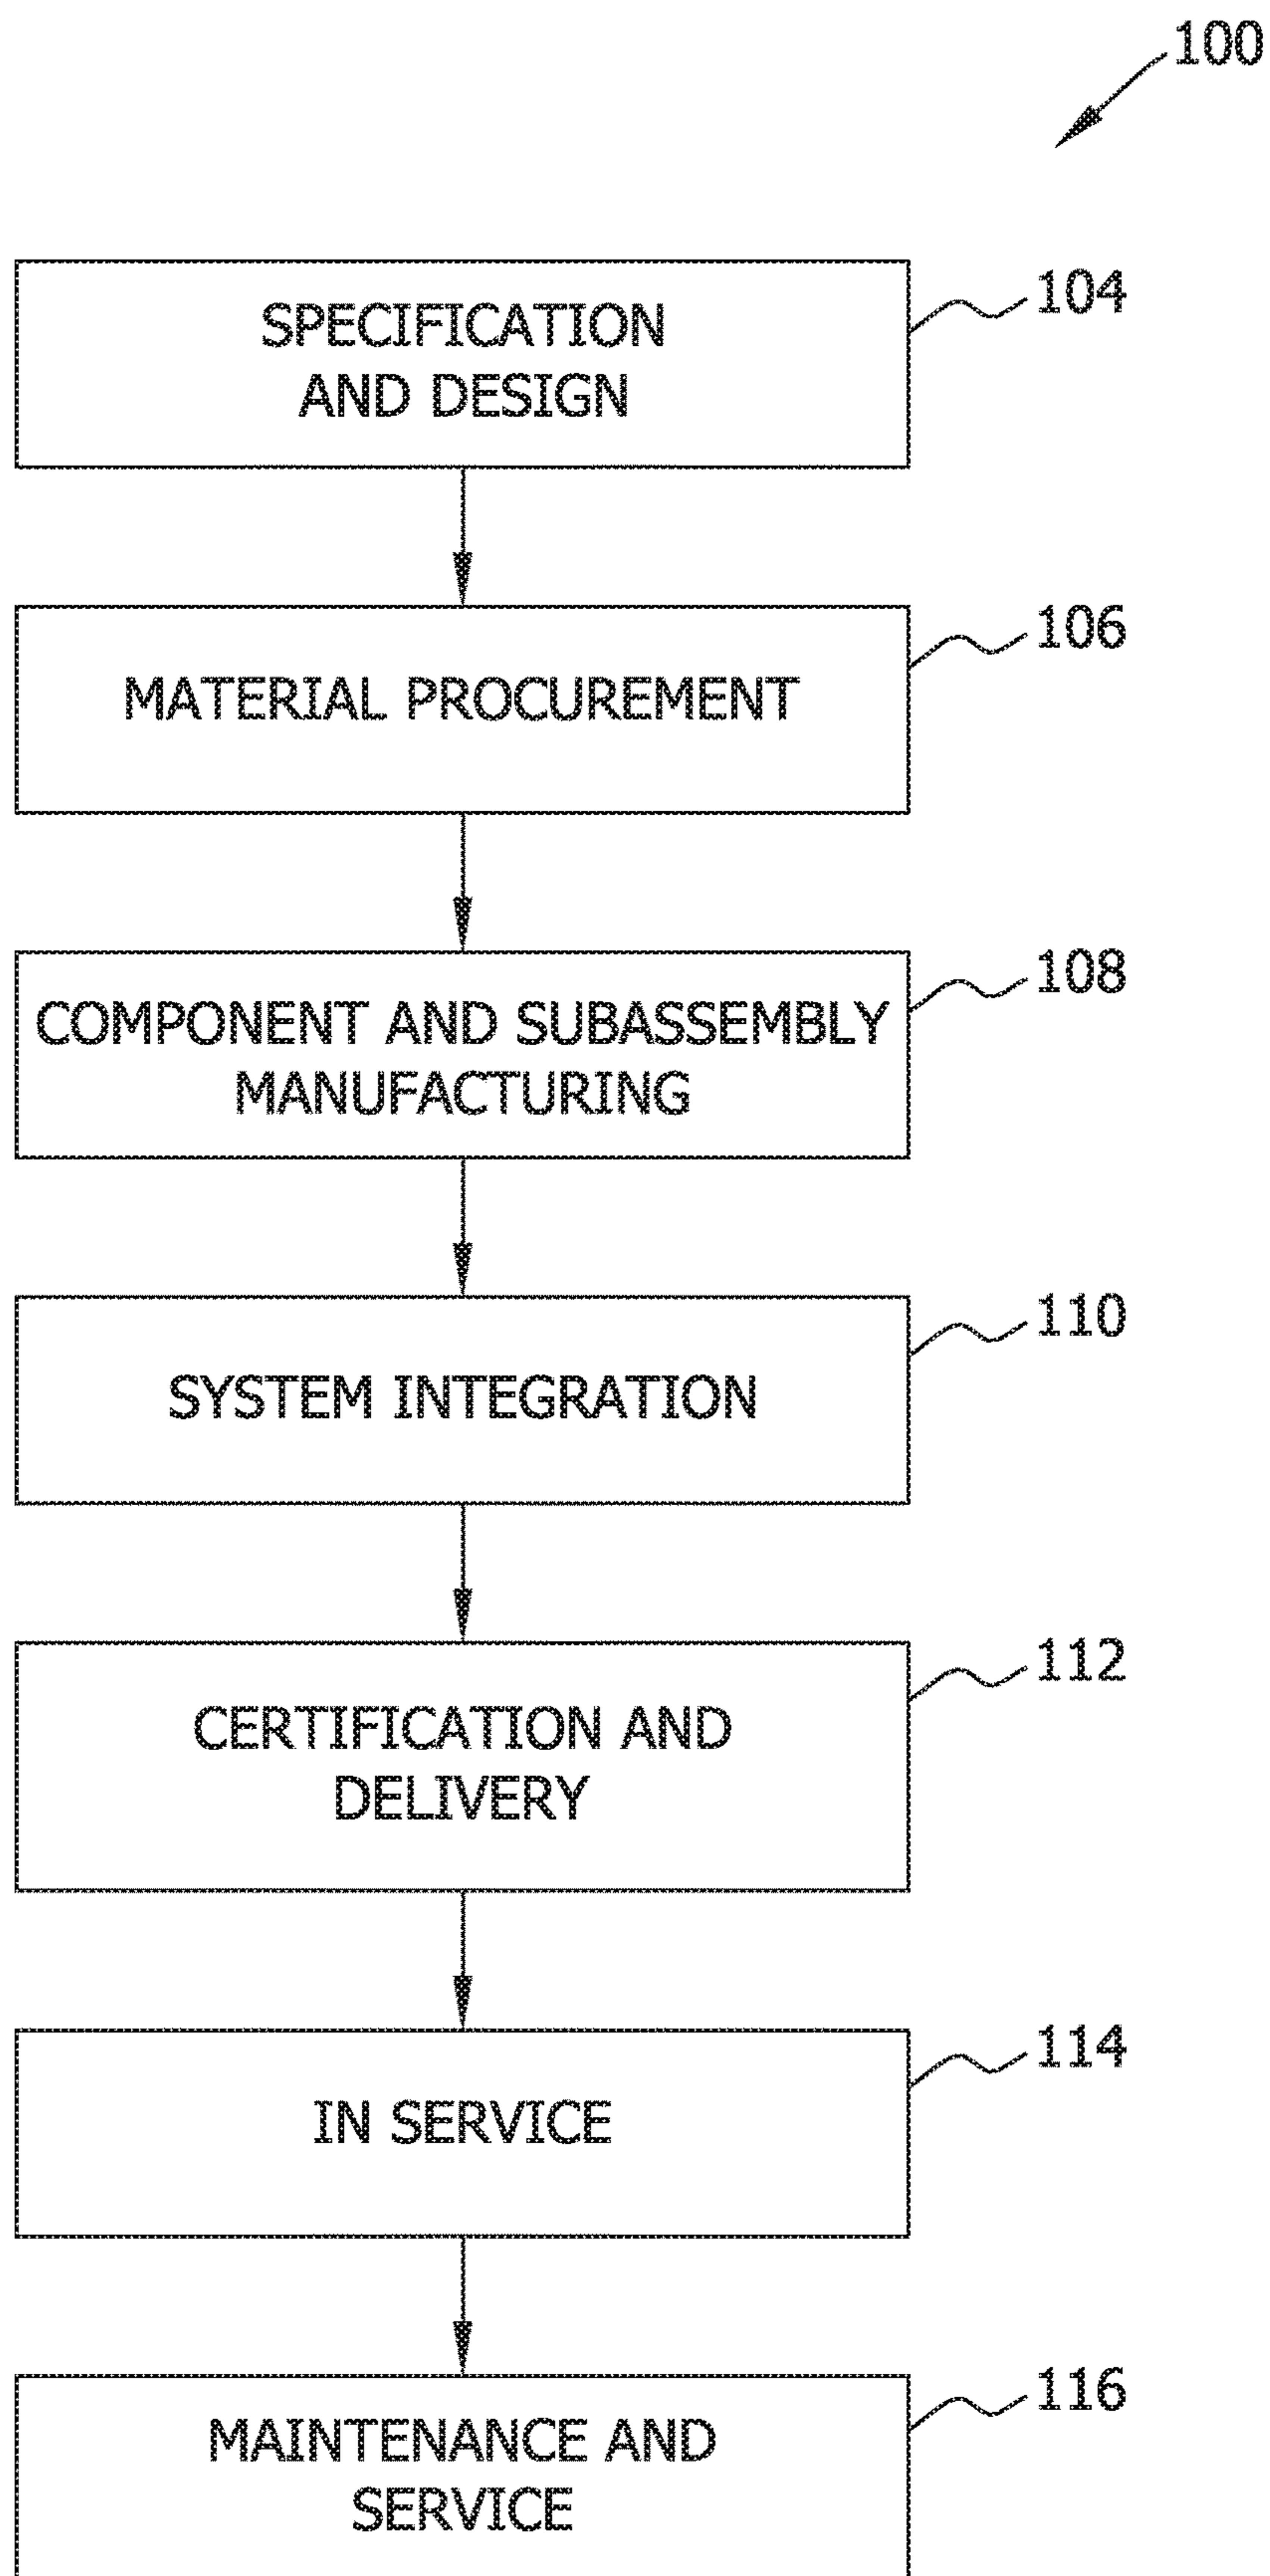 100
SPECIFICATION
AND DESIGN
104
MATERIAL PROCUREMENT
106
COMPONENT AND SUBASSEMBLY
MANUFACTURING
108
SYSTEM INTEGRATION
110
CERTIFICATION AND
DELIVERY
112
IN SERVICE
114
MAINTENANCE AND
SERVICE
116